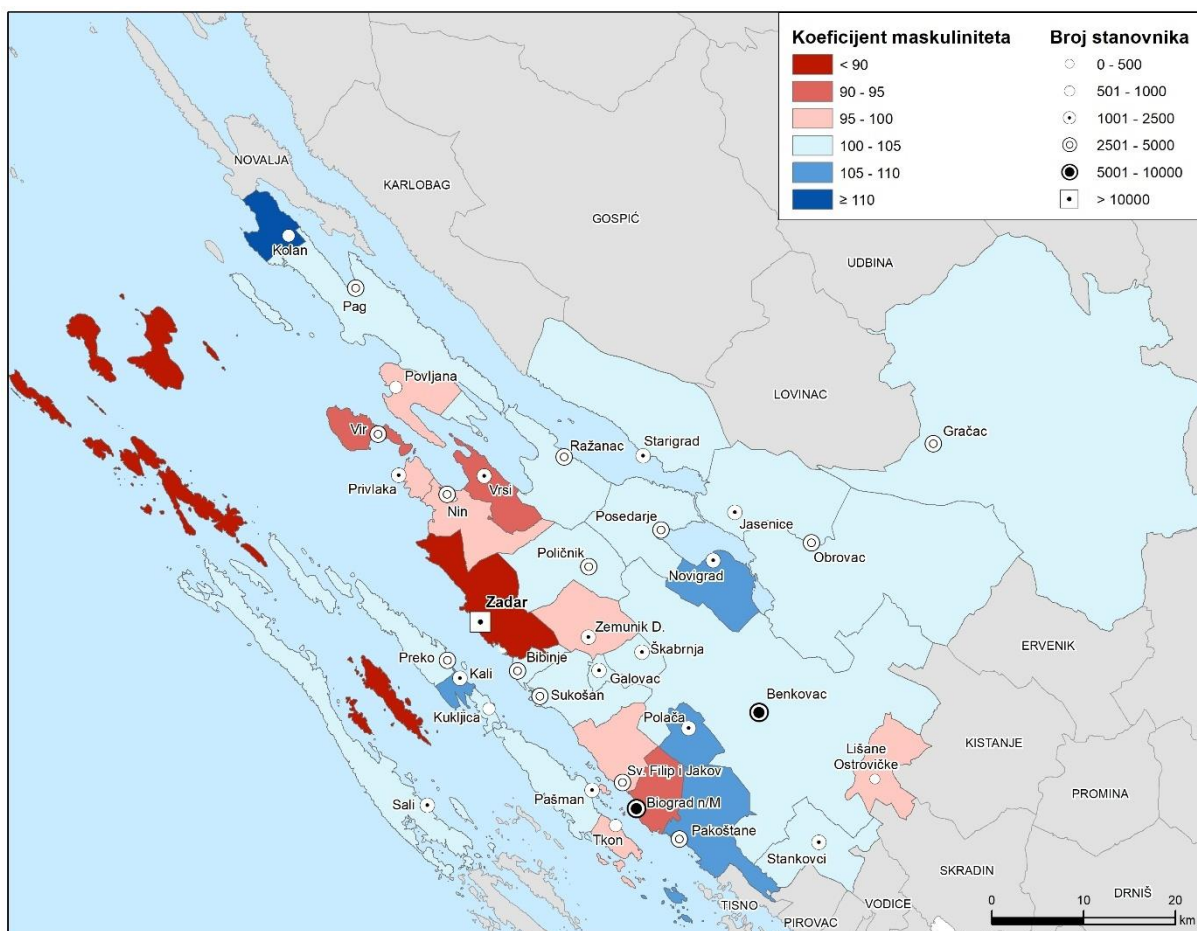 Koeficijent maskuliniteta
< 90
90 - 95
95 - 100
100 - 105
105 - 110
≥ 110
Broj stanovnika
0 - 500
501 - 1000
1001 - 2500
2501 - 5000
5001 - 10000
> 10000
NOVALJA
KARLOBAG
GOSPIĆ
UDBINA
Kolan
Pag
LOVINAC
Povljana
Vir
Ražanac
Starigrad
Gračac
Privlaka
Vrsi
Nin
Posedarje
Jasenice
Obrovac
Poličnik
Novigrad
Zadar
Zemunik D.
ERVENIK
Škabrnja
Preko
Bibinje
Kali
Galovac
Sukošan
Benkovac
Kukljica
Polača
KISTANJE
Lišane
Ostrovičke
Sv. Filip i Jakov
PROMINA
Pašman
Biograd n/M
Sali
Tkon
Pakoštane
Stankovci
SKRADIN
DRNIŠ
TISNO
VODICE
PIROVAC
0 10 20
km